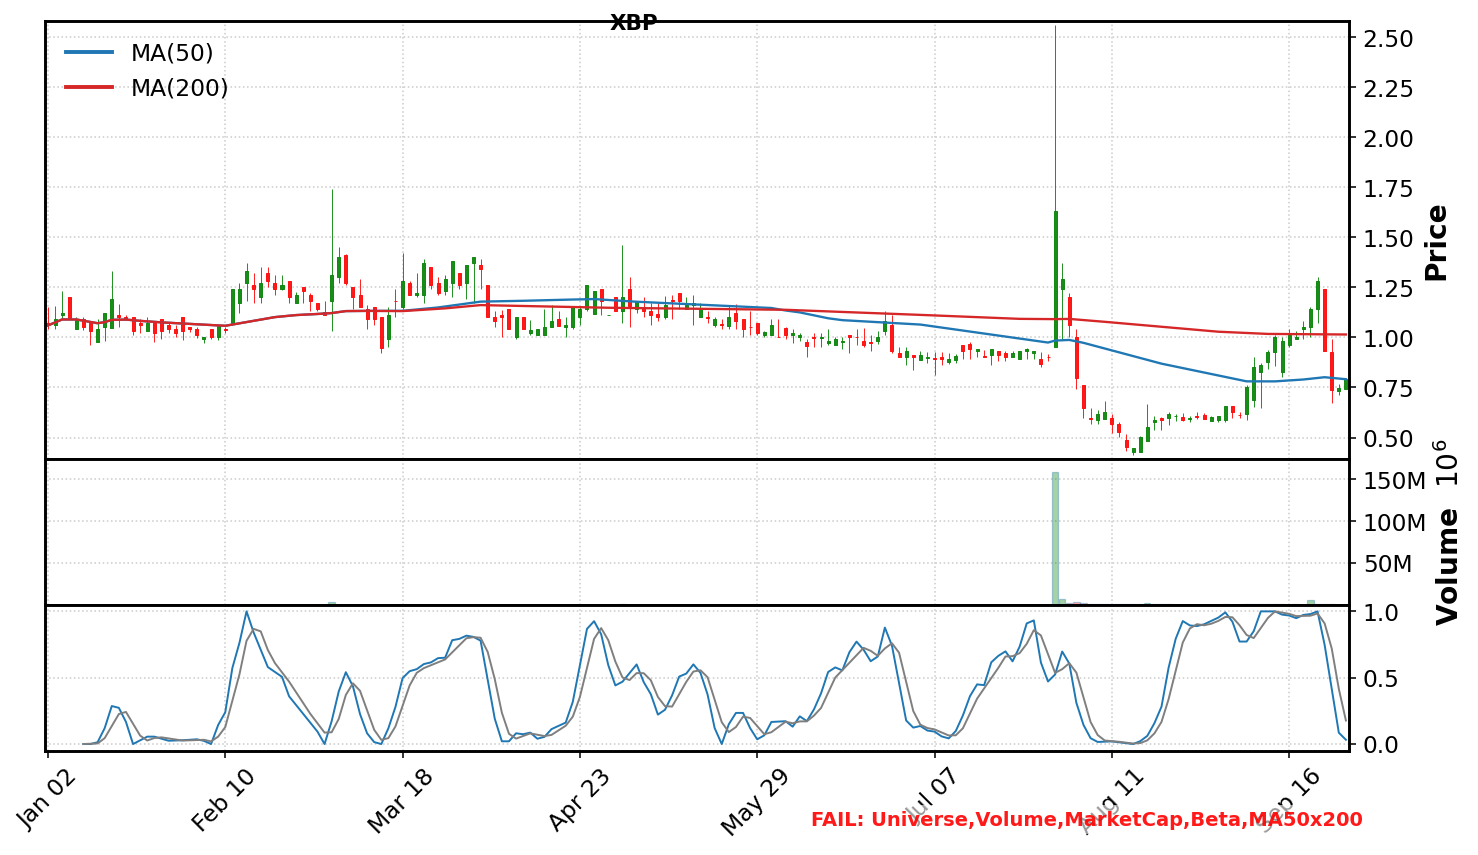 XBP
MA(50)
MA(200)
2.50
2.25
2.00
1.75
1.50
1.25
1.00
0.75
0.50
Price
150M
100M
50M
Volume 10^6
1.0
0.5
0.0
Jan 02
Feb 10
Mar 18
Apr 23
May 29
Jul 07
Aug 11
Sep 16
FAIL: Universe,Volume,MarketCap,Beta,MA50x200